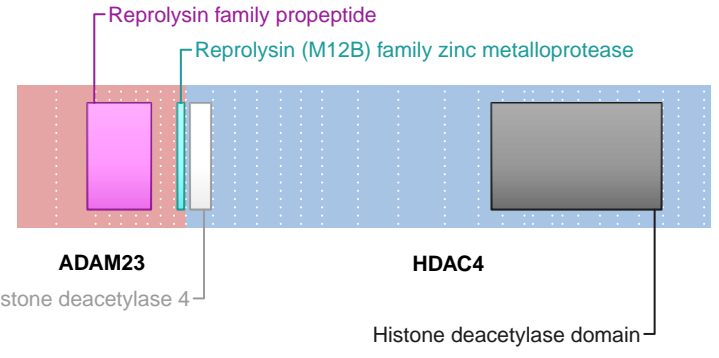 Reprolysin family propeptide
Reprolysin (M12B) family zinc metalloprotease
ADAM23
HDAC4
stone deacetylase 4
Histone deacetylase domain